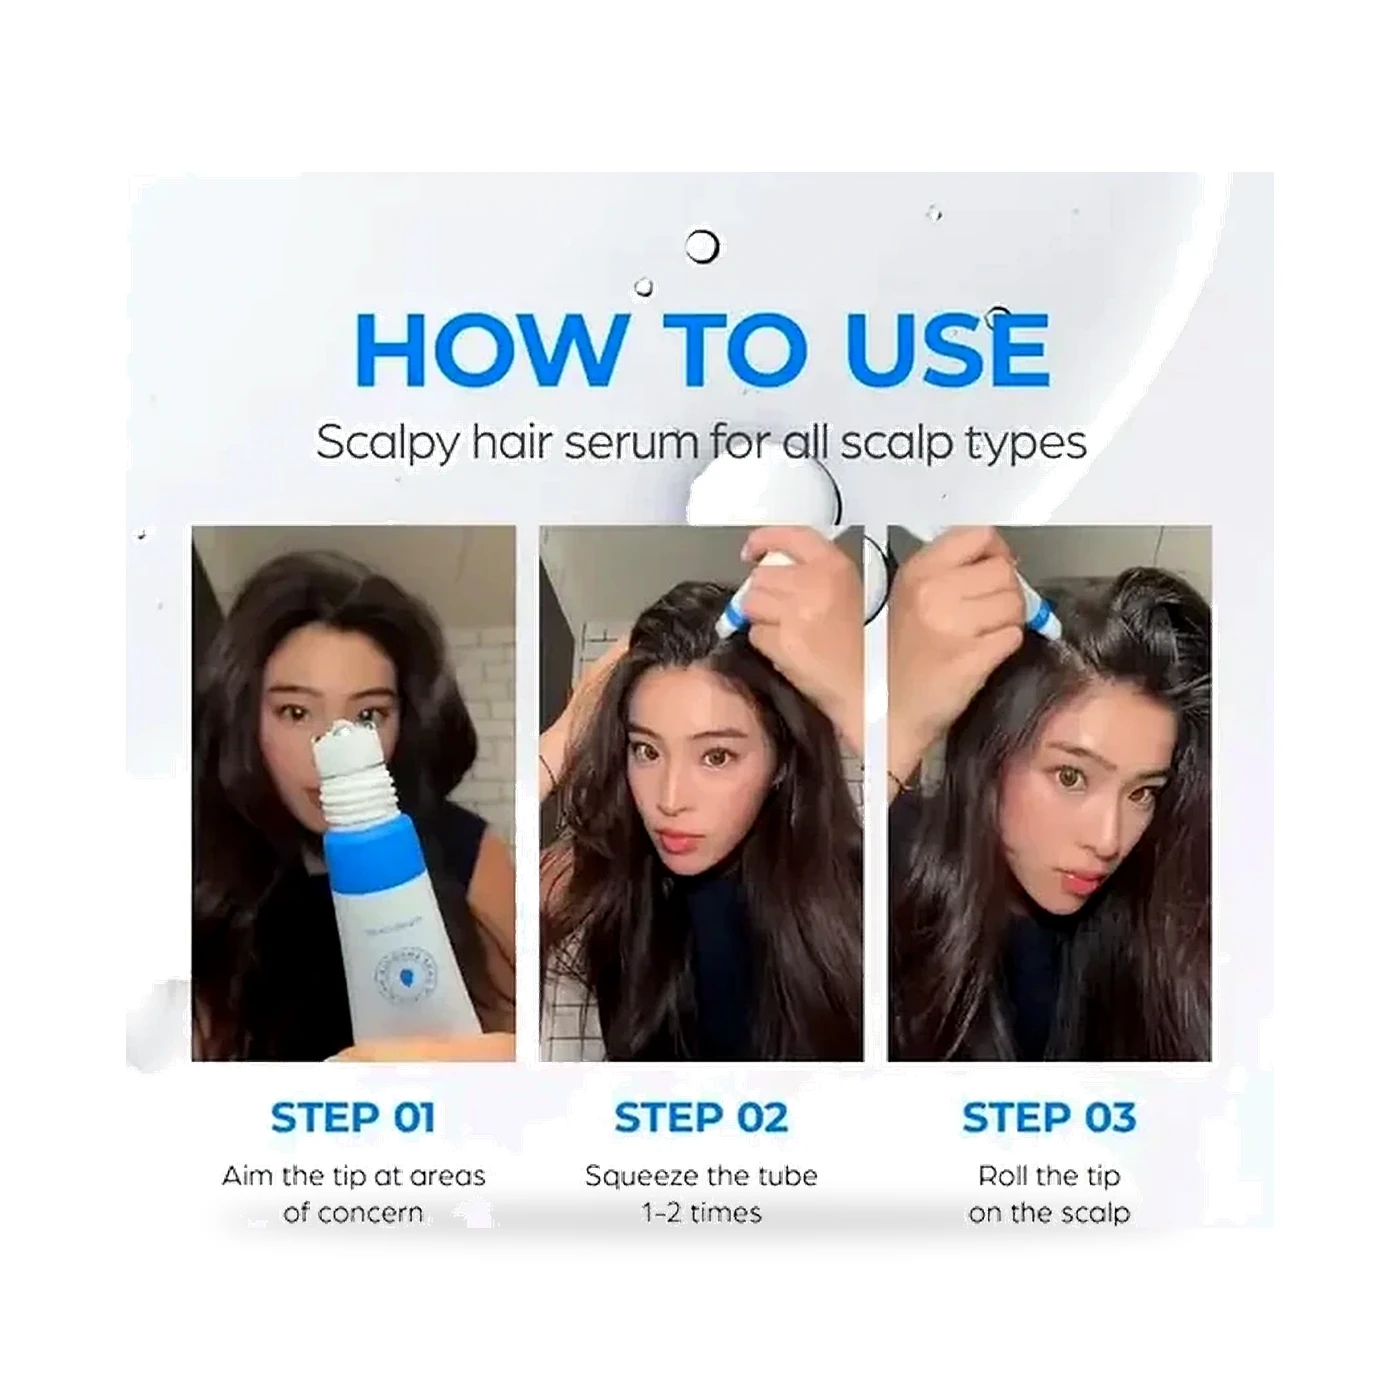 HOW TO USE
Scalpy hair serum for all scalp types
STEP 01
Aim the tip at areas
of concern
STEP 02
Squeeze the tube
1-2 times
STEP 03
Roll the tip
on the scalp